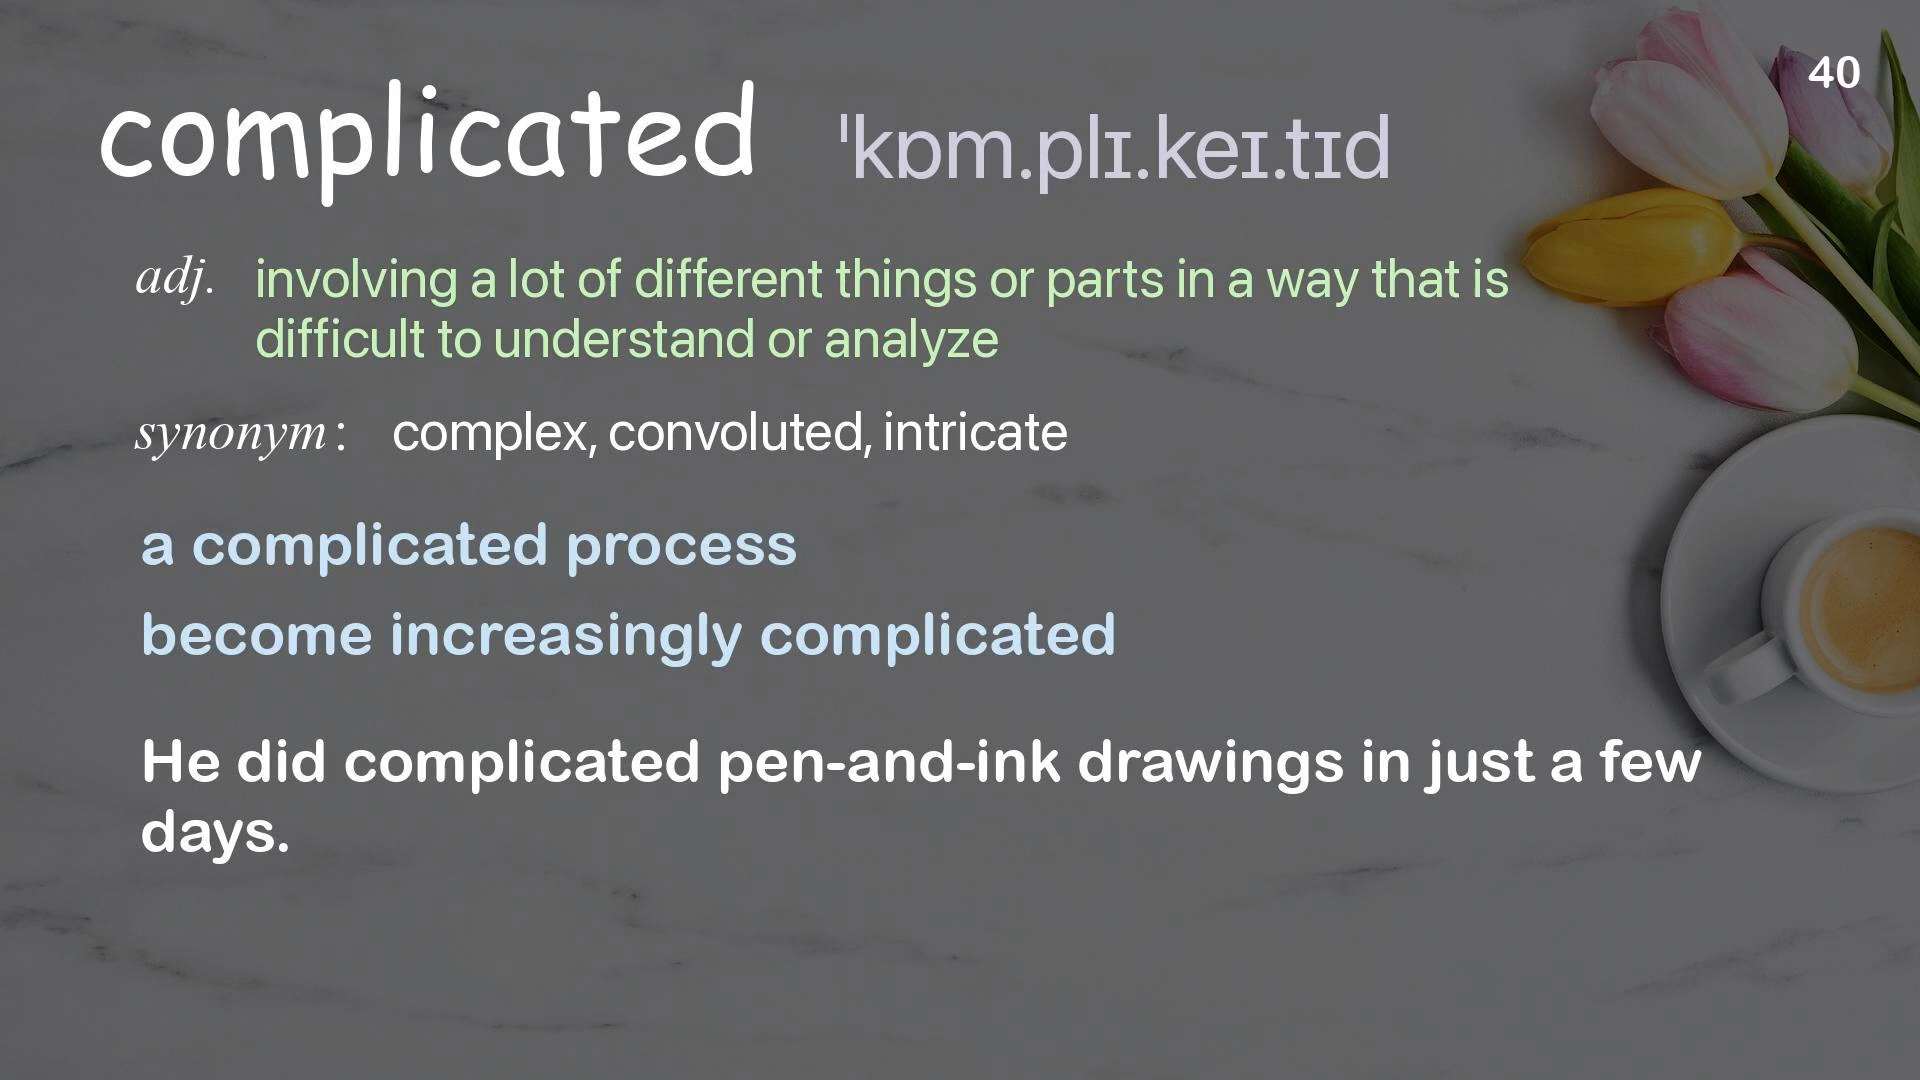 40
complicated ˈkɒm.plɪ.keɪ.tɪd
adj. involving a lot of different things or parts in a way that is
difficult to understand or analyze
synonym: complex, convoluted, intricate
a complicated process
become increasingly complicated
He did complicated pen-and-ink drawings in just a few
days.